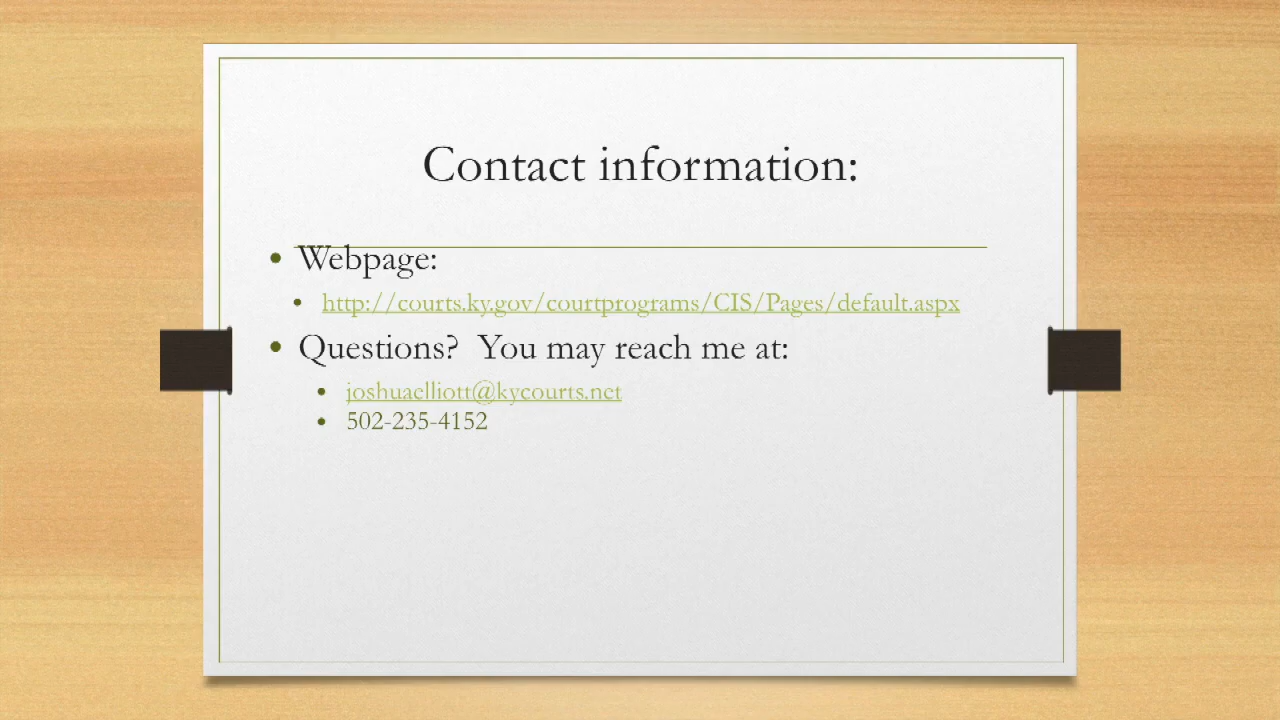 Contact information:
• Webpage:
• http://courts.ky.gov/courtprograms/CIS/Pages/default.aspx
• Questions?  You may reach me at:
• joshuaelliott@kycourts.net
• 502-235-4152